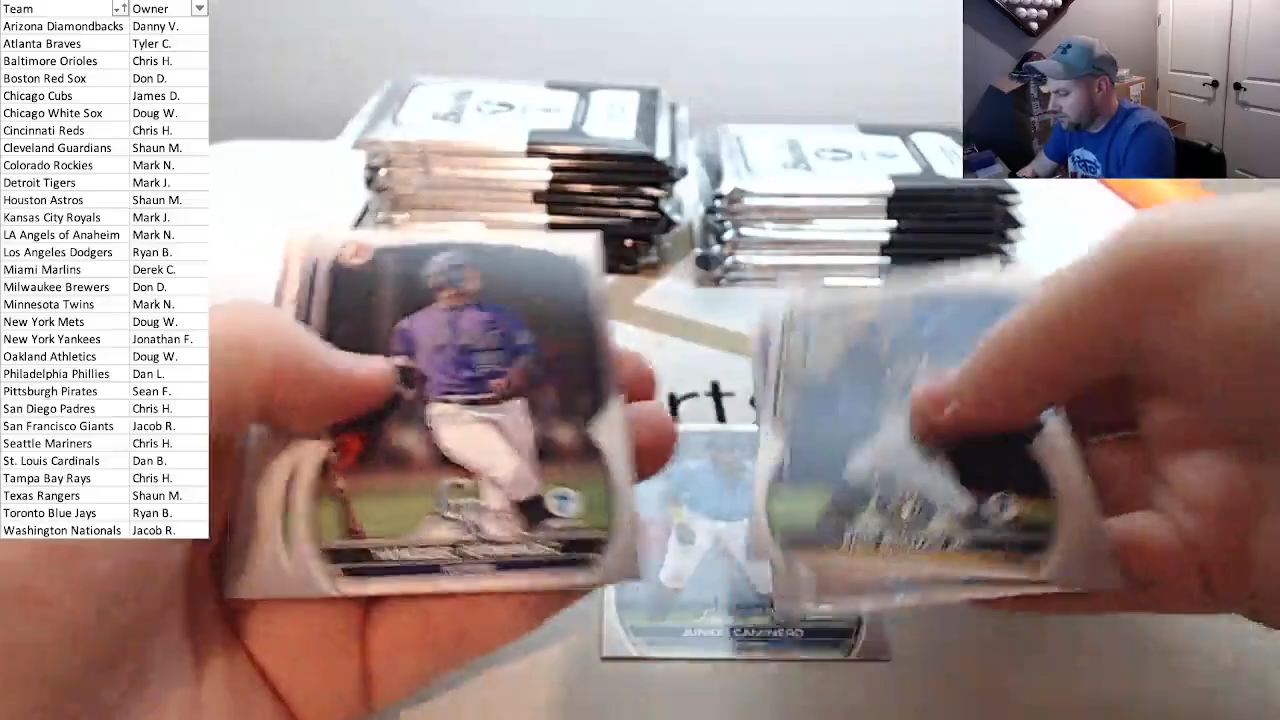 Team Owner
Arizona Diamondbacks Danny V.
Atlanta Braves Tyler C.
Baltimore Orioles Chris H.
Boston Red Sox Don D.
Chicago Cubs James D.
Chicago White Sox Doug W.
Cincinnati Reds Chris H.
Cleveland Guardians Shaun M.
Colorado Rockies Mark N.
Detroit Tigers Mark J.
Houston Astros Shaun M.
Kansas City Royals Mark J.
LA Angels of Anaheim Mark N.
Los Angeles Dodgers Ryan B.
Miami Marlins Derek C.
Milwaukee Brewers Don D.
Minnesota Twins Mark N.
New York Mets Doug W.
New York Yankees Jonathan F.
Oakland Athletics Doug W.
Philadelphia Phillies Dan L.
Pittsburgh Pirates Sean F.
San Diego Padres Chris H.
San Francisco Giants Jacob R.
Seattle Mariners Chris H.
St. Louis Cardinals Dan B.
Tampa Bay Rays Chris H.
Texas Rangers Shaun M.
Toronto Blue Jays Ryan B.
Washington Nationals Jacob R.
JUNIOR CAMINERO